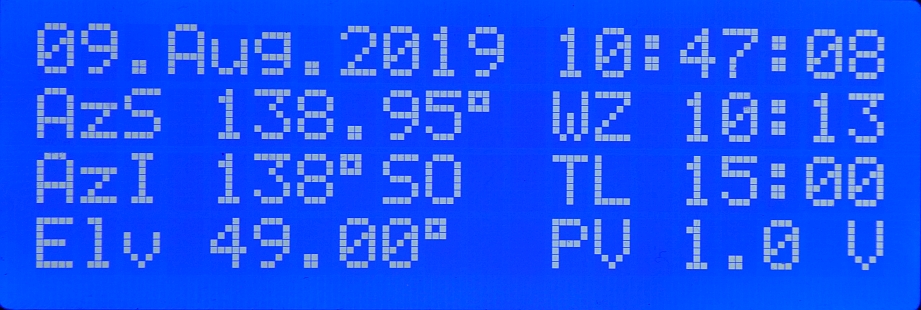 09.Aug.2019 10:47:08
AzS 138.95° WZ 10:13
AzI 138°SO TL 15:00
Elv 49.00° PV 1.0 V